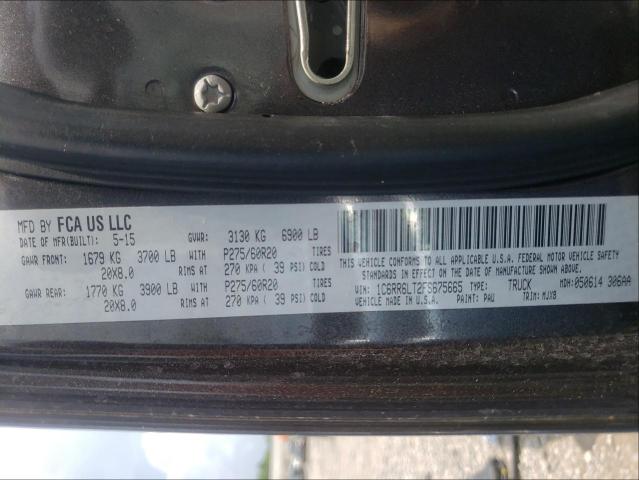 MFD BY FCA US LLC
DATE OF MFR(BUILT): 5-15 GVWR: 3130 KG 6900 LB
GAWR FRONT: 1679 KG 3700 LB WITH P275/60R20 TIRES
20X8.0 RIMS AT 270 KPA ( 39 PSI) COLD
GAWR REAR: 1770 KG 3900 LB WITH P275/60R20 TIRES
20X8.0 RIMS AT 270 KPA ( 39 PSI) COLD
THIS VEHICLE CONFORMS TO ALL APPLICABLE U.S.A. FEDERAL MOTOR VEHICLE SAFETY
STANDARDS IN EFFECT ON THE DATE OF MANUFACTURE SHOWN ABOVE.
VIN: 1C6RR6LT2FS675665 TYPE: TRUCK MDH: 050614 306AA
VEHICLE MADE IN U.S.A. PAINT: PAU TRIM: MJX8